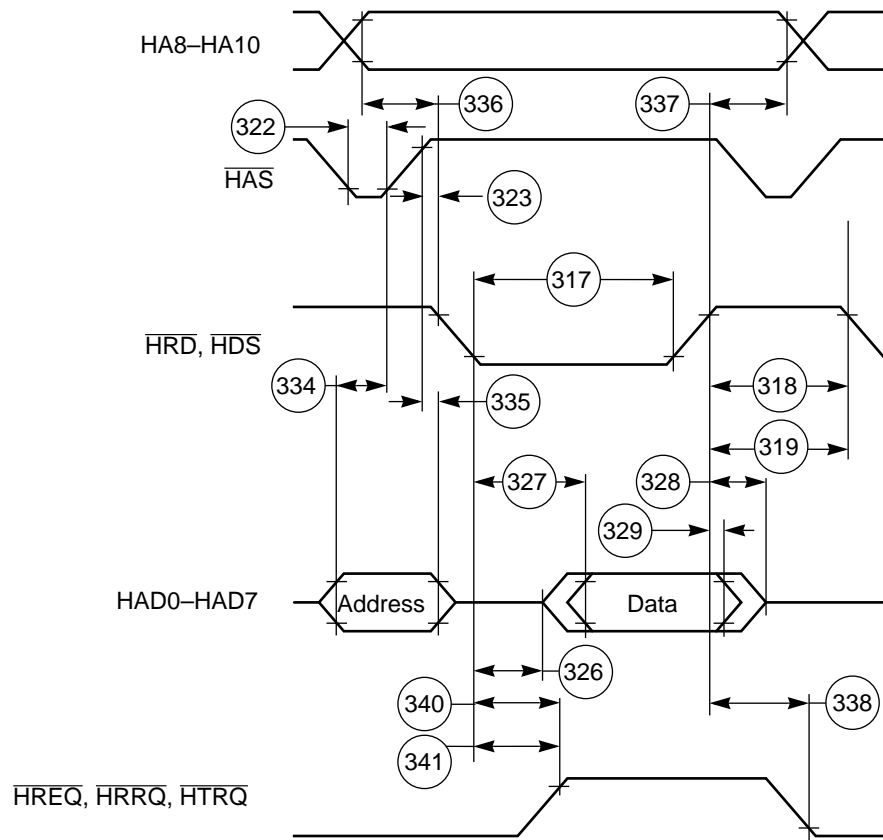 HA8–HA10
336
337
322
HAS
323
317
HRD, HDS
334
335
318
319
327
328
329
HAD0–HAD7
Address
Data
326
340
338
341
HREQ, HRRQ, HTRQ